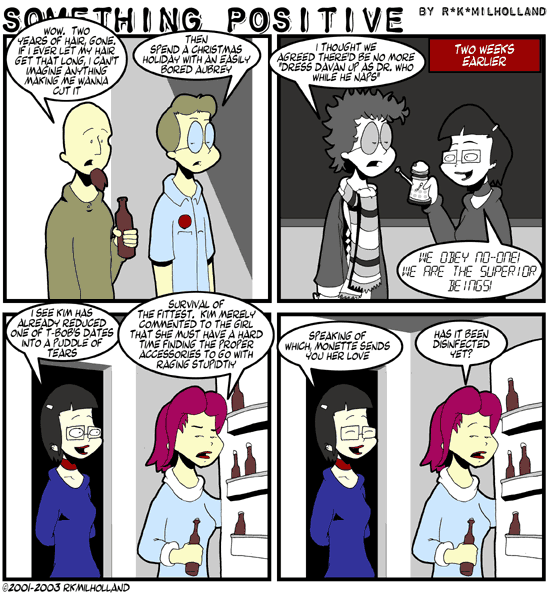 SOMETHING POSITIVE BY R*K*MILHOLLAND
WOW. TWO
YEARS OF HAIR, GONE.
IF I EVER LET MY HAIR
GET THAT LONG, I CAN'T
IMAGINE ANYTHING
MAKING ME WANNA
CUT IT
THEN
SPEND A CHRISTMAS
HOLIDAY WITH AN EASILY
BORED AUBREY
I THOUGHT WE
AGREED THERE'D BE NO MORE
"DRESS DAVAN UP AS DR. WHO
WHILE HE NAPS"
TWO WEEKS
EARLIER
WE OBEY NO-ONE!
WE ARE THE SUPERIOR
BEINGS!
I SEE KIM HAS
ALREADY REDUCED
ONE OF T-BOB'S DATES
INTO A PUDDLE OF
TEARS
SURVIVAL OF
THE FITTEST. KIM MERELY
COMMENTED TO THE GIRL
THAT SHE MUST HAVE A HARD
TIME FINDING THE PROPER
ACCESSORIES TO GO WITH
RAGING STUPIDTIY
SPEAKING OF
WHICH, MONETTE SENDS
YOU HER LOVE
HAS IT BEEN
DISINFECTED
YET?
©2001-2003 RKMILHOLLAND